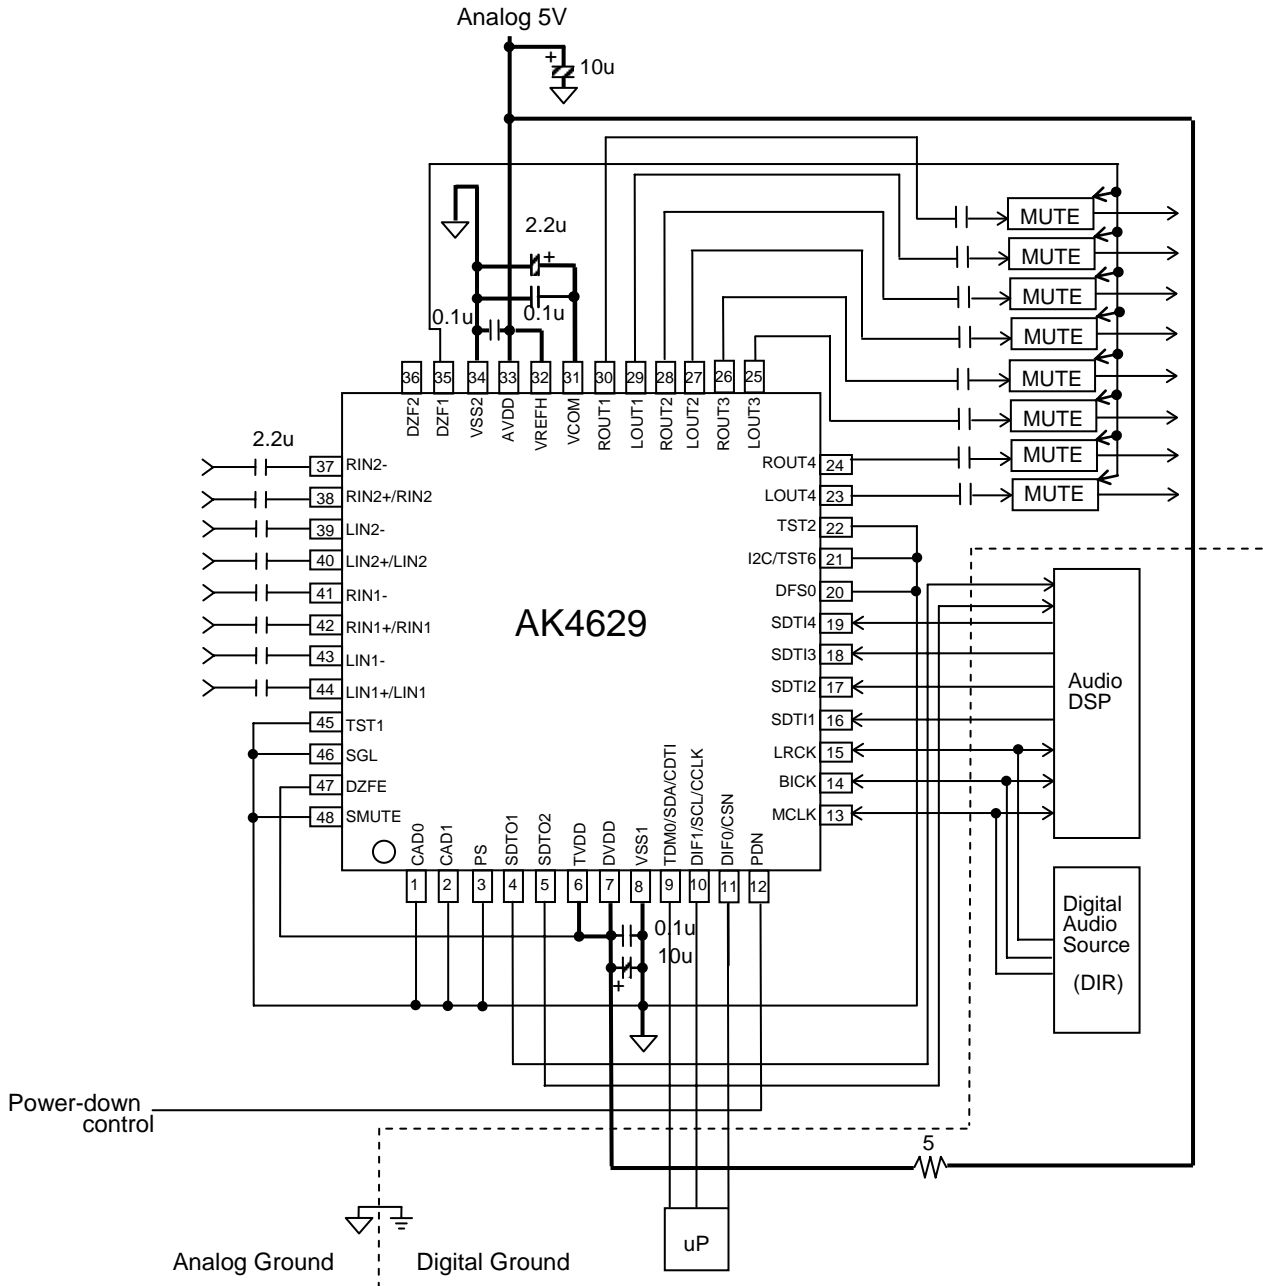 Analog 5V
+
10u
MUTE
MUTE
2.2u
+
MUTE
0.1u
0.1u
MUTE
MUTE
MUTE
MUTE
MUTE
36
35
34
33
32
31
30
29
28
27
26
25
DZF2
DZF1
VSS2
AVDD
VREFH
VCOM
ROUT1
LOUT1
ROUT2
LOUT2
ROUT3
LOUT3
2.2u
37 RIN2-
38 RIN2+/RIN2
39 LIN2-
40 LIN2+/LIN2
41 RIN1-
42 RIN1+/RIN1
43 LIN1-
44 LIN1+/LIN1
45 TST1
46 SGL
47 DZFE
48 SMUTE
AK4629
ROUT4 24
LOUT4 23
TST2 22
I2C/TST6 21
DFS0 20
SDTI4 19
SDTI3 18
SDTI2 17
SDTI1 16
LRCK 15
BICK 14
MCLK 13
Audio
DSP
CAD0
CAD1
PS
SDTO1
SDTO2
TVDD
DVDD
VSS1
TDM0/SDA/CDTI
DIF1/SCL/CCLK
DIF0/CSN
PDN
1
2
3
4
5
6
7
8
9
10
11
12
Digital
Audio
Source
(DIR)
0.1u
10u
+
Power-down
control
5
uP
Analog Ground
Digital Ground